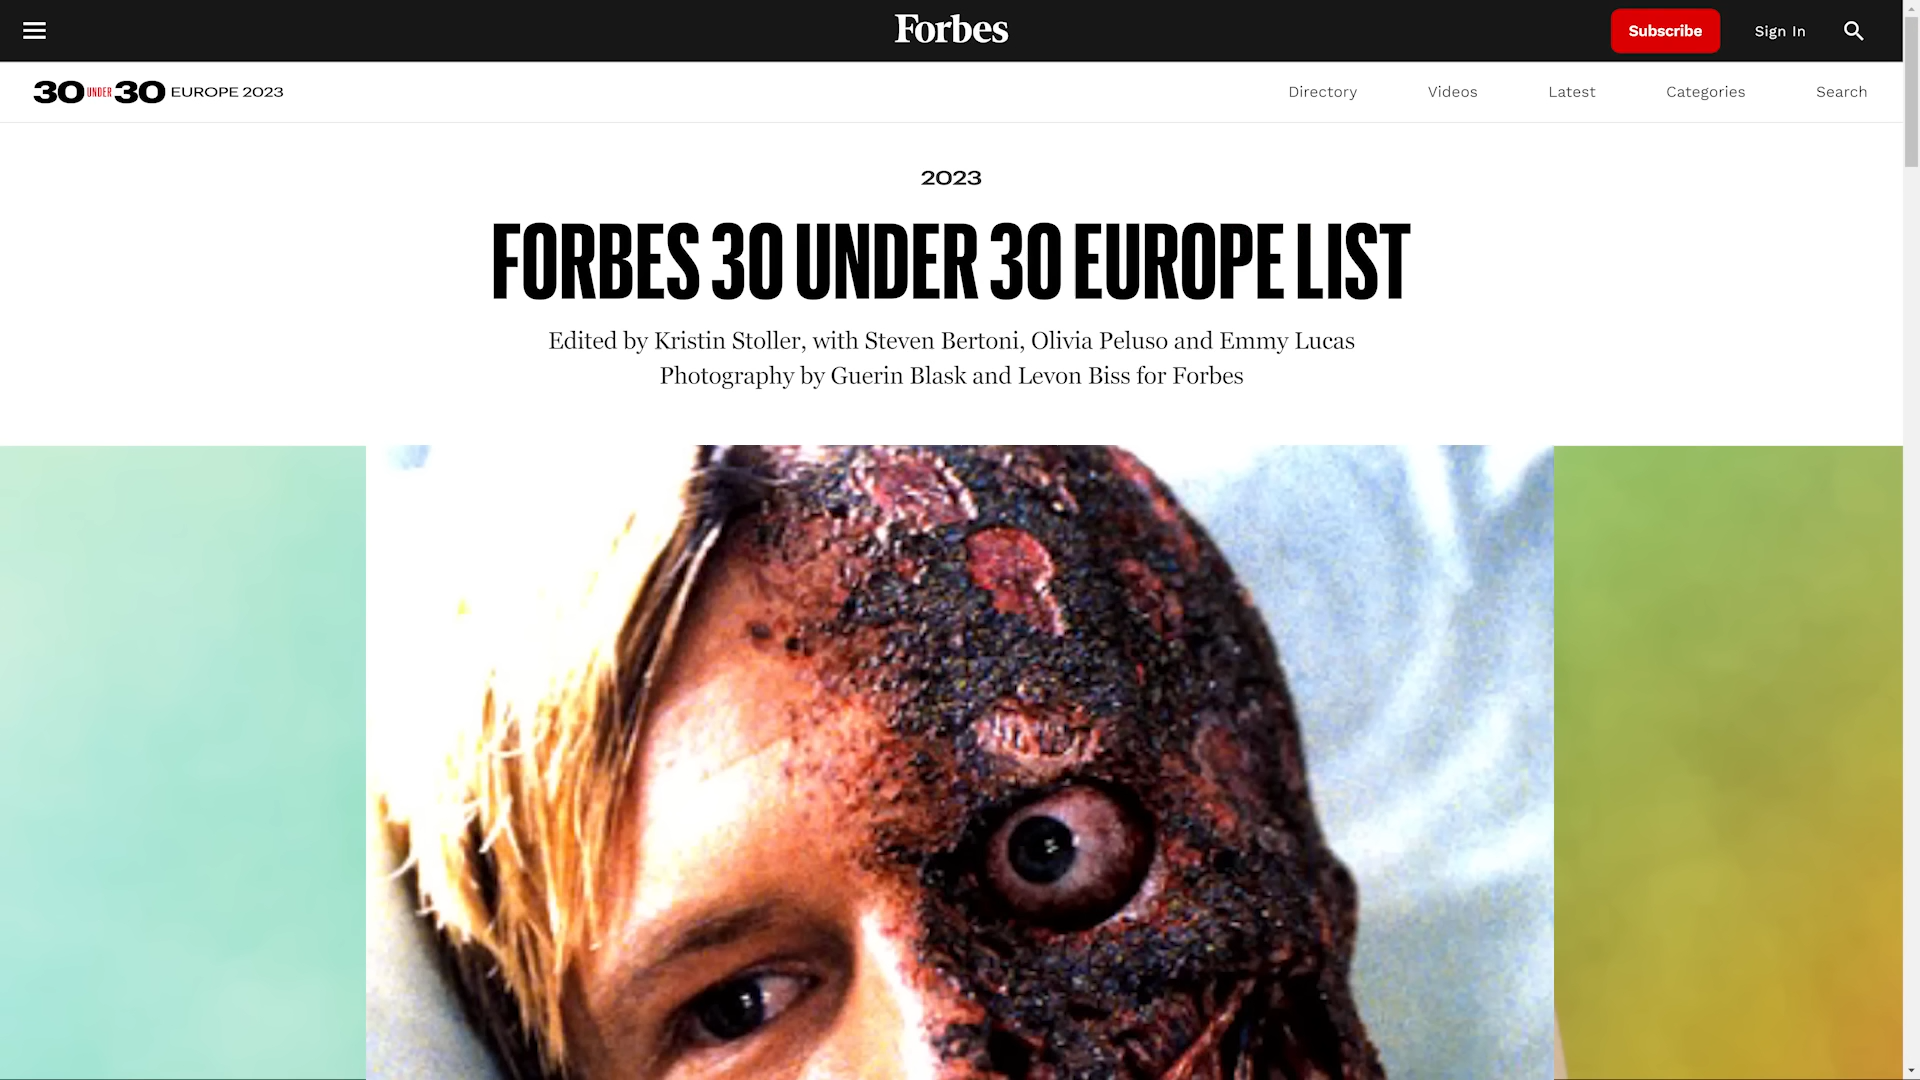 Forbes
Subscribe
Sign In
30 UNDER 30 EUROPE 2023
Directory
Videos
Latest
Categories
Search
2023
FORBES 30 UNDER 30 EUROPE LIST
Edited by Kristin Stoller, with Steven Bertoni, Olivia Peluso and Emmy Lucas
Photography by Guerin Blask and Levon Biss for Forbes